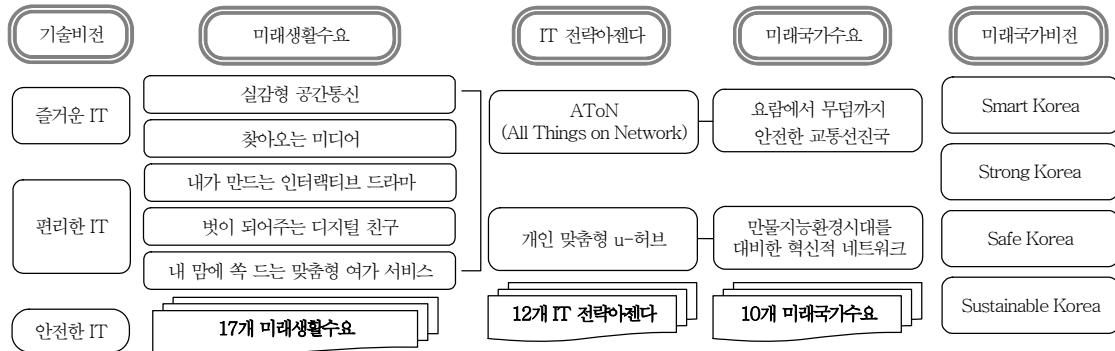 기술비전
미래생활수요
IT 전략아젠다
미래국가수요
미래국가비전
즐거운 IT
편리한 IT
안전한 IT
실감형 공간통신
찾아오는 미디어
내가 만드는 인터랙티브 드라마
벗이 되어주는 디지털 친구
내 맘에 쏙 드는 맞춤형 여가 서비스
17개 미래생활수요
AToN
(All Things on Network)
개인 맞춤형 u-허브
12개 IT 전략아젠다
요람에서 무덤까지
안전한 교통선진국
만물지능환경시대를
대비한 혁신적 네트워크
10개 미래국가수요
Smart Korea
Strong Korea
Safe Korea
Sustainable Korea